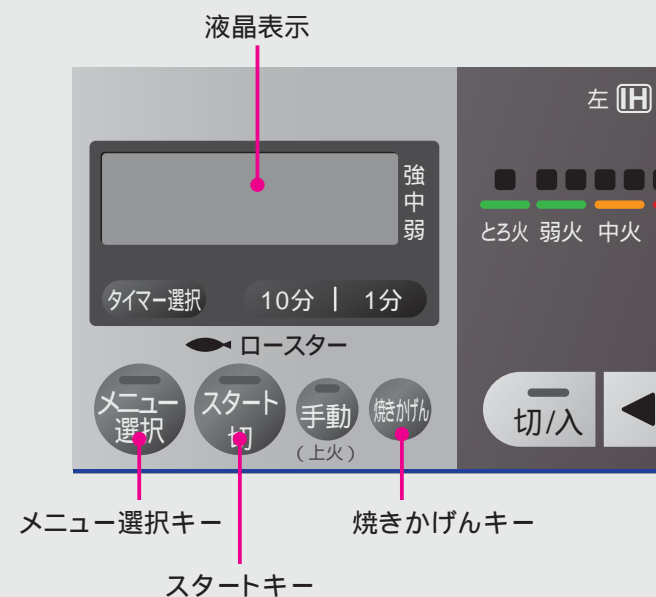 液晶表示
左 IH
強
中
弱
とろ火 弱火 中火
タイマー選択 10分 | 1分
ロースター
メニュー
選択
スタート
切
手動
(上火)
焼きかげん
切/入
メニュー選択キー
焼きかげんキー
スタートキー